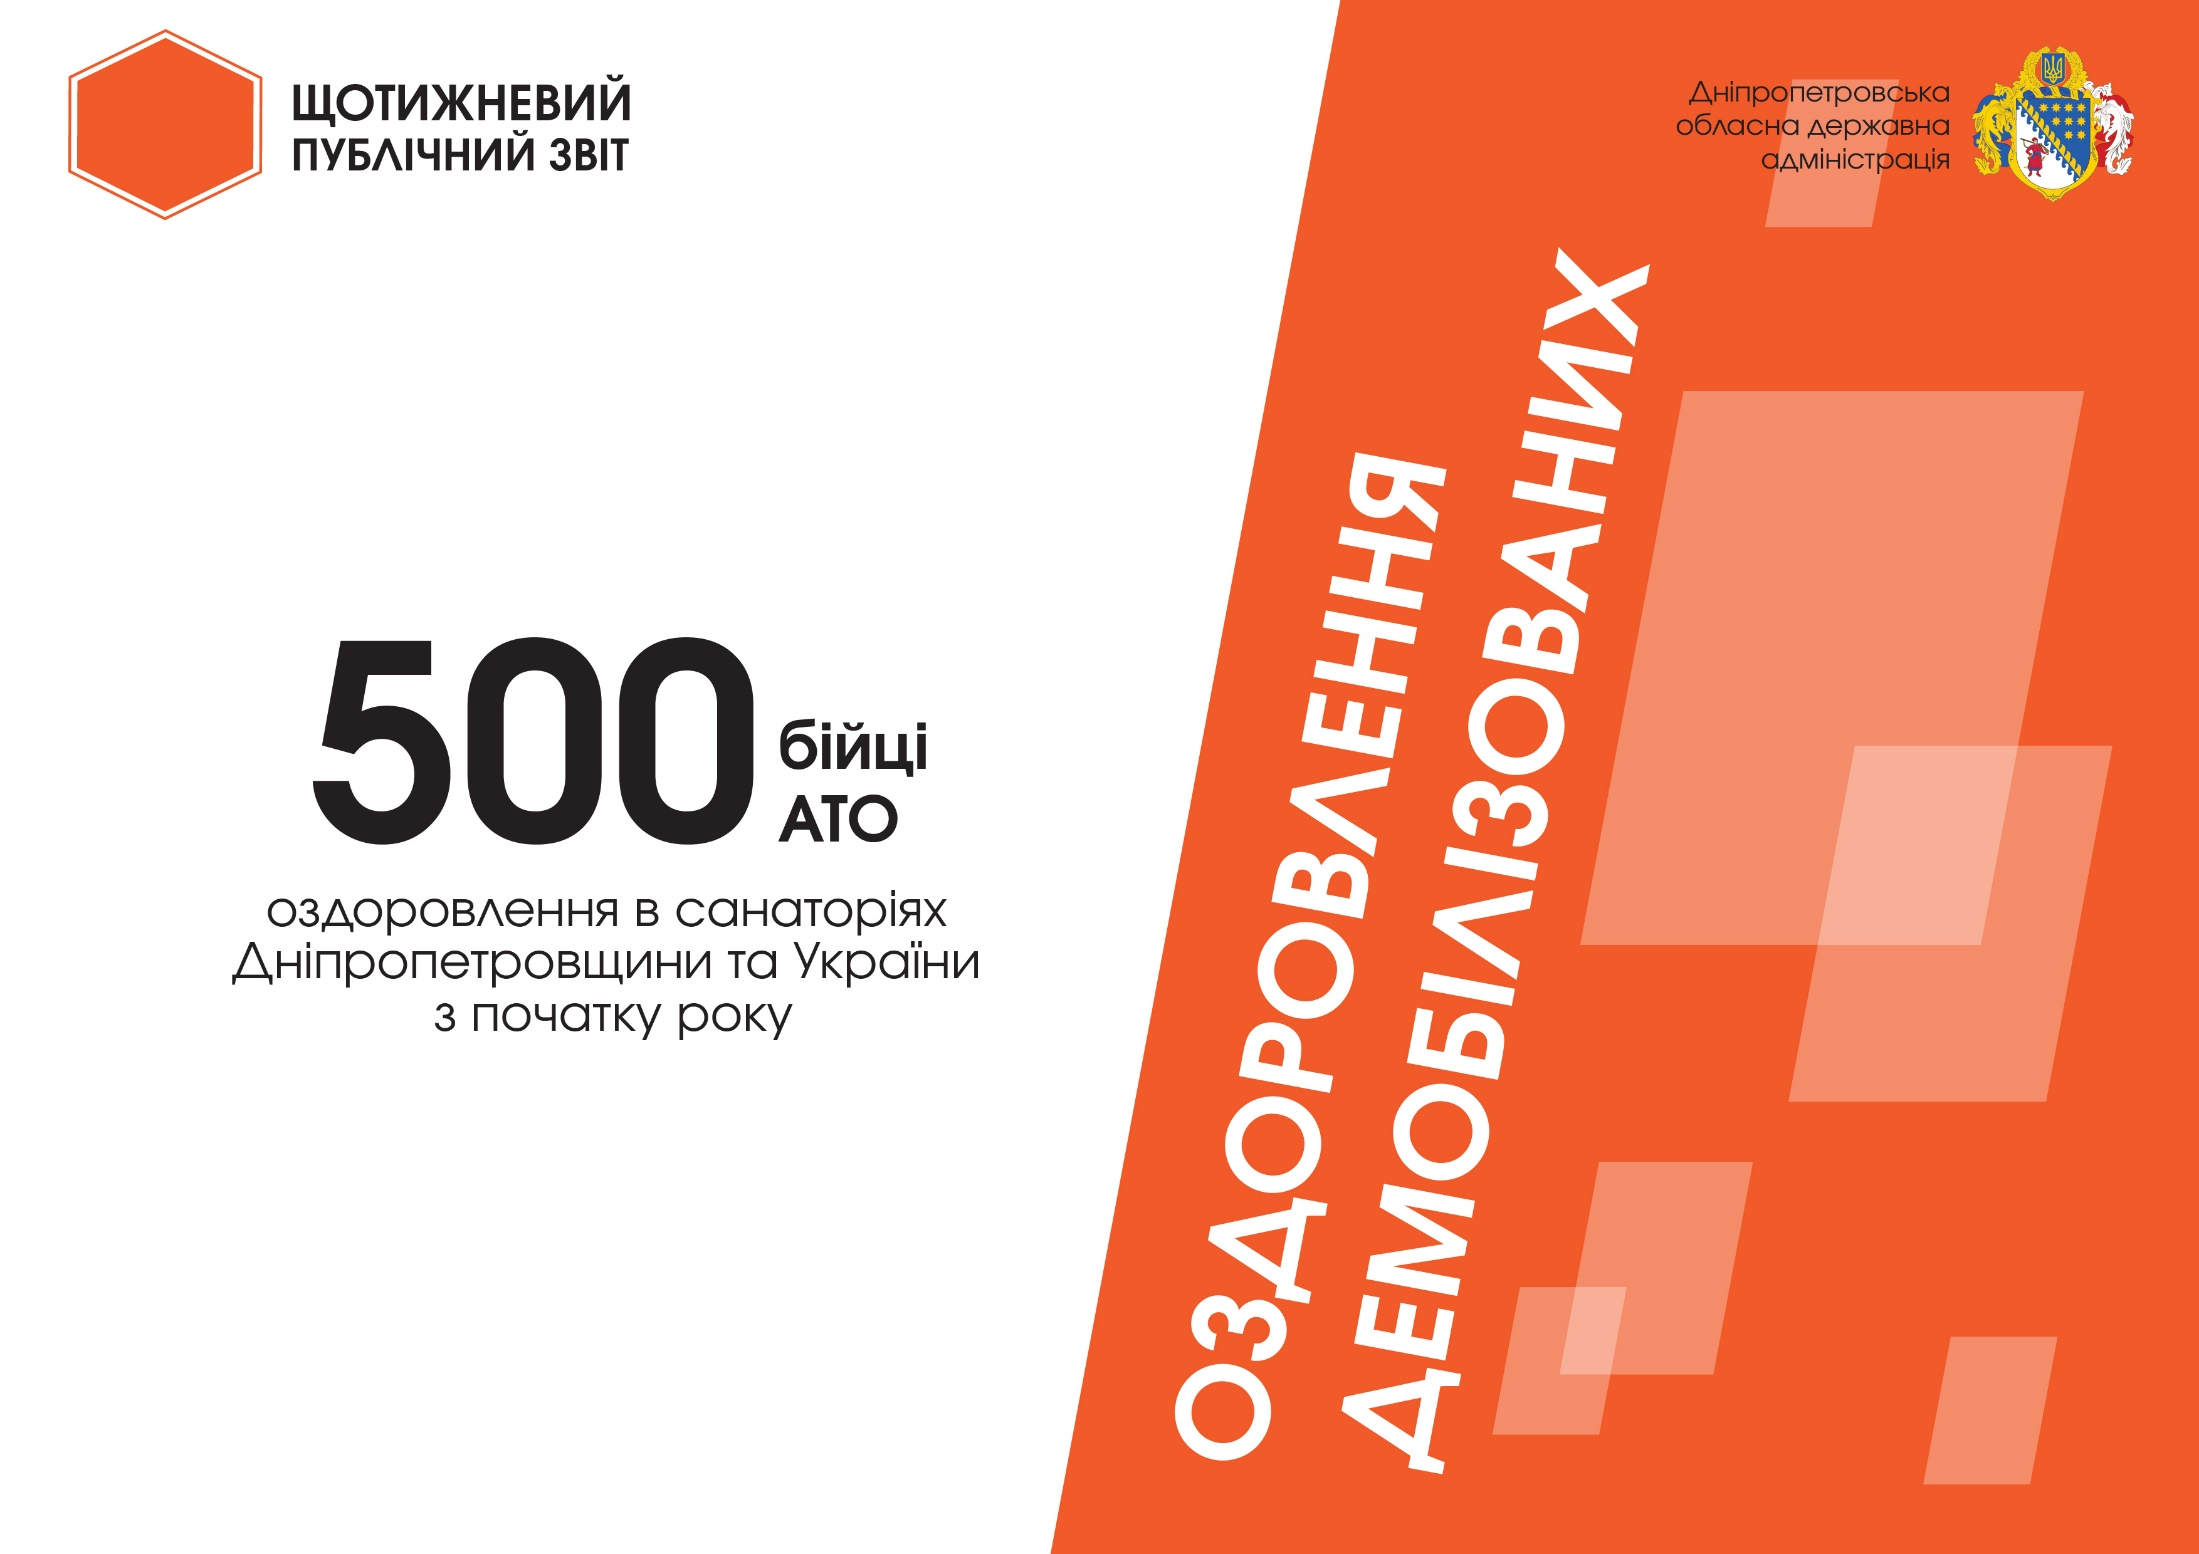 ЩОТИЖНЕВИЙ
ПУБЛІЧНИЙ ЗВІТ
Дніпропетровська
обласна державна
адміністрація
500 бійці
АТО
оздоровлення в санаторіях
Дніпропетровщини та України
з початку року
ОЗДОРОВЛЕННЯ
ДЕМОБІЛІЗОВАНИХ